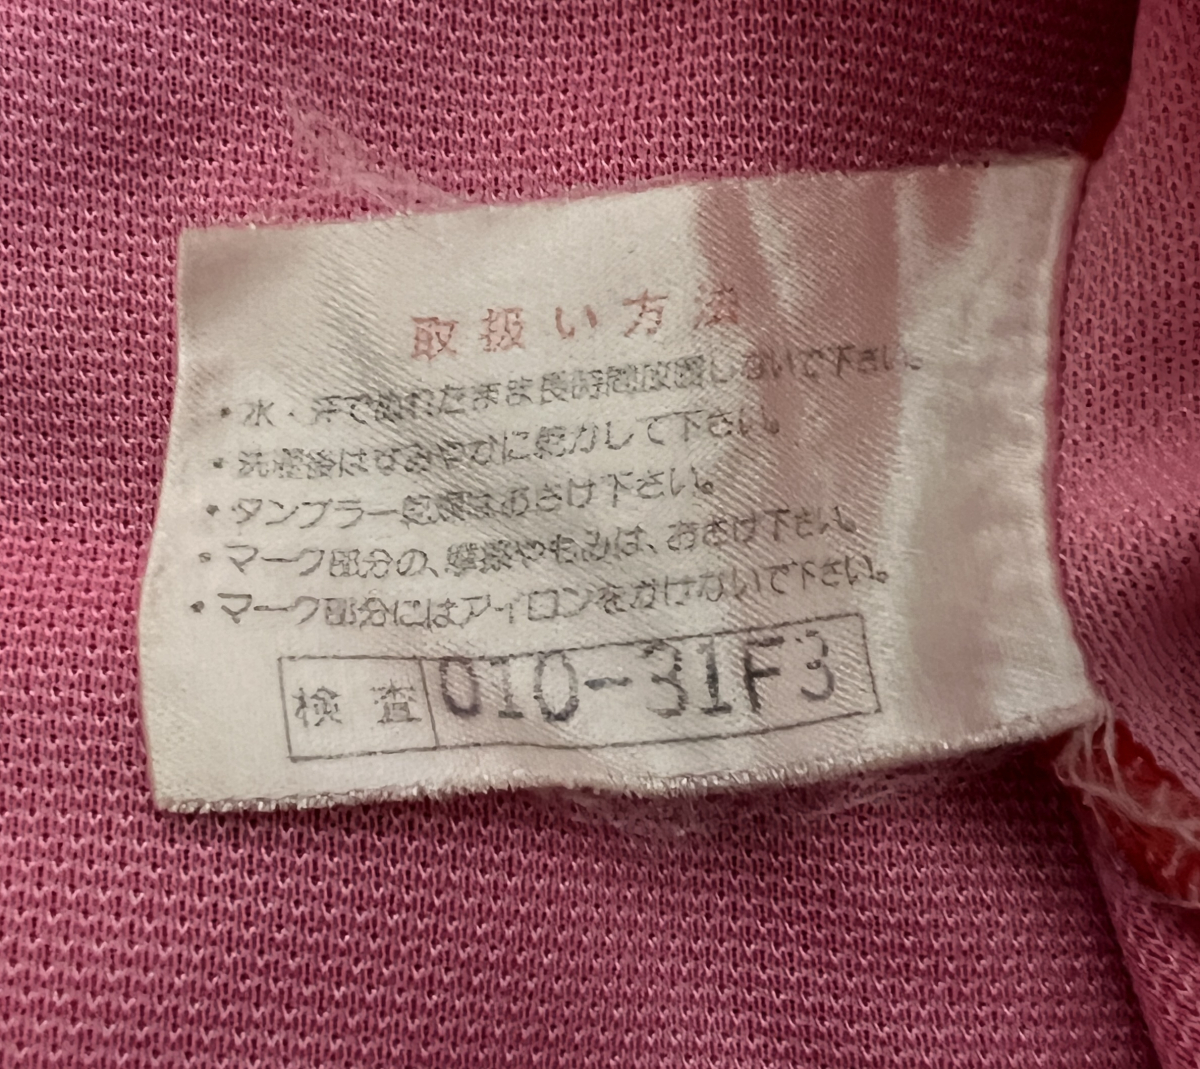 取扱い方法
・水・汗で濡れたまま長時間放置しないで下さい。
・洗濯後はすみやかに乾かして下さい。
・タンブラー乾燥はおさけ下さい。
・マーク部分の、摩擦やもみは、おさけ下さい。
・マーク部分にはアイロンをかけないで下さい。
検査 010-31F3